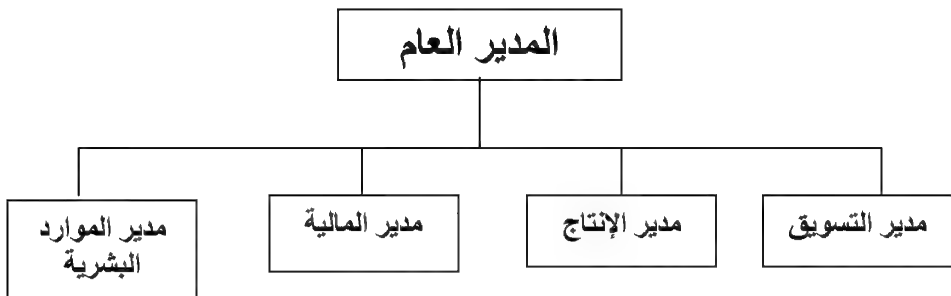 المدير العام
مدير التسويق
مدير الإنتاج
مدير المالية
مدير الموارد
البشرية